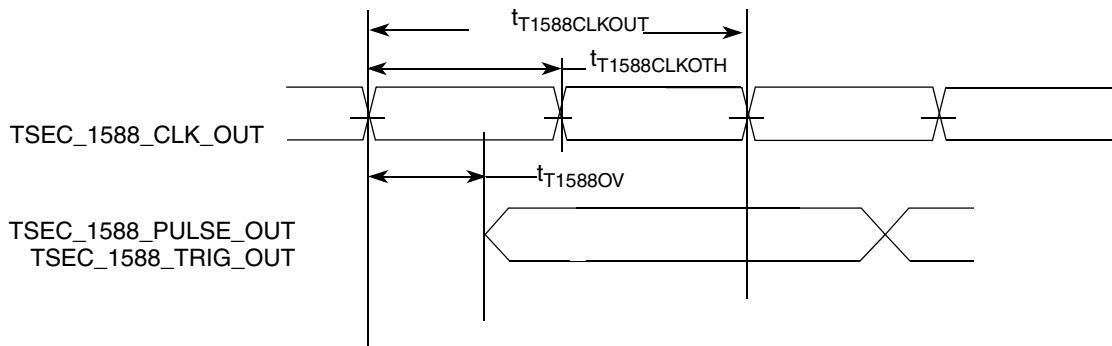 tT1588CLKOUT
tT1588CLKOTH
TSEC_1588_CLK_OUT
tT1588OV
TSEC_1588_PULSE_OUT
TSEC_1588_TRIG_OUT